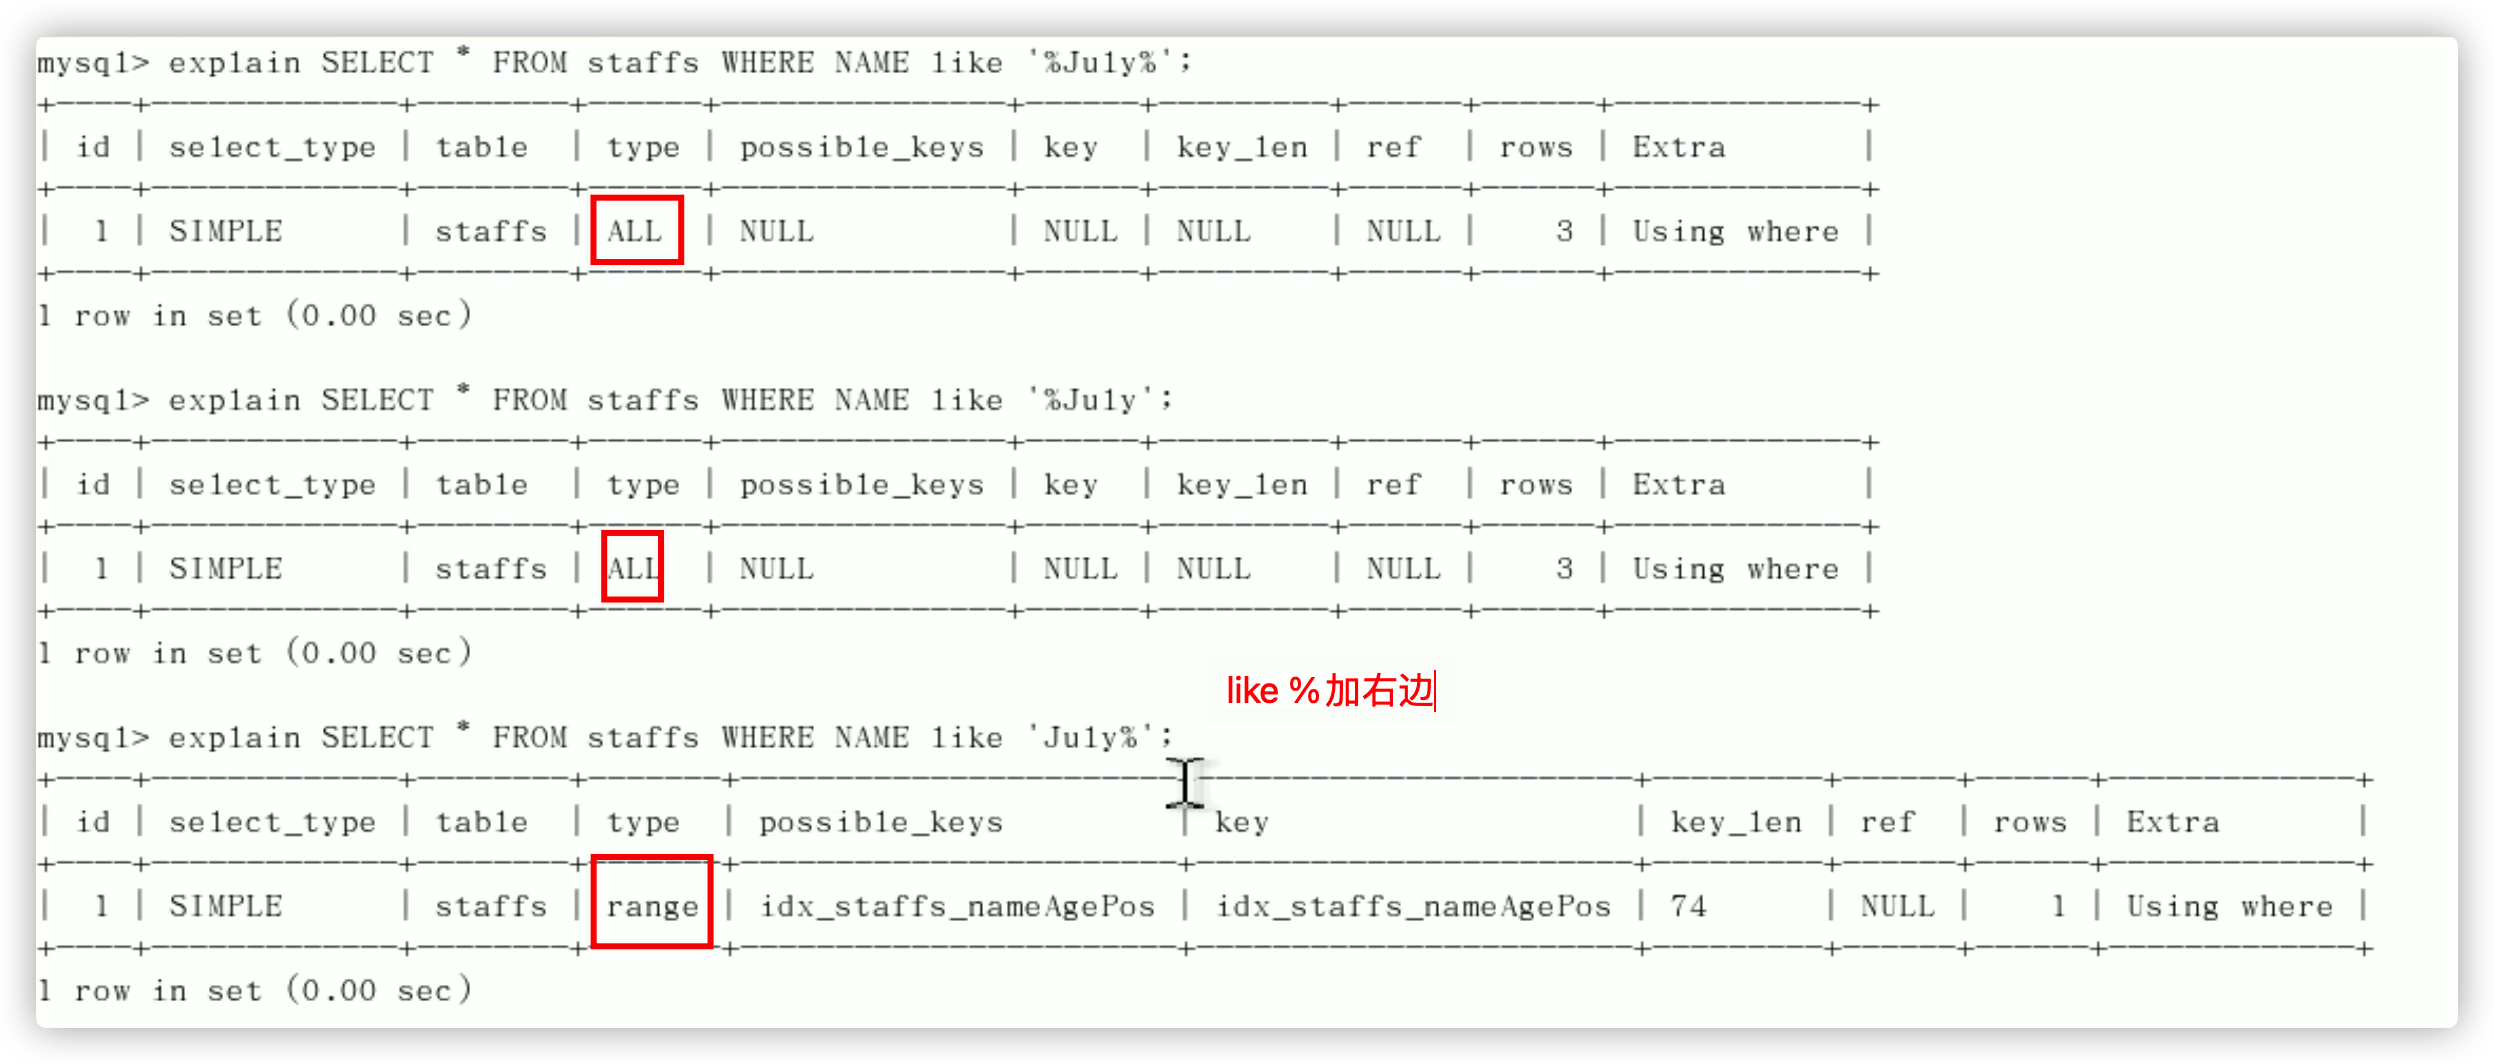 mysql> explain SELECT * FROM staffs WHERE NAME like '%July%';
+----+-------------+--------+------+---------------+------+---------+------+------+-------------+
| id | select_type | table  | type | possible_keys | key  | key_len | ref  | rows | Extra       |
+----+-------------+--------+------+---------------+------+---------+------+------+-------------+
|  1 | SIMPLE      | staffs | ALL  | NULL          | NULL | NULL    | NULL |    3 | Using where |
+----+-------------+--------+------+---------------+------+---------+------+------+-------------+
1 row in set (0.00 sec)
mysql> explain SELECT * FROM staffs WHERE NAME like '%July';
+----+-------------+--------+------+---------------+------+---------+------+------+-------------+
| id | select_type | table  | type | possible_keys | key  | key_len | ref  | rows | Extra       |
+----+-------------+--------+------+---------------+------+---------+------+------+-------------+
|  1 | SIMPLE      | staffs | ALL  | NULL          | NULL | NULL    | NULL |    3 | Using where |
+----+-------------+--------+------+---------------+------+---------+------+------+-------------+
1 row in set (0.00 sec)
like %加右边
mysql> explain SELECT * FROM staffs WHERE NAME like 'July%';
+----+-------------+--------+-------+-----------------------+-----------------------+---------+------+------+-------------+
| id | select_type | table  | type  | possible_keys         | key                   | key_len | ref  | rows | Extra       |
+----+-------------+--------+-------+-----------------------+-----------------------+---------+------+------+-------------+
|  1 | SIMPLE      | staffs | range | idx_staffs_nameAgePos | idx_staffs_nameAgePos | 74      | NULL |    1 | Using where |
+----+-------------+--------+-------+-----------------------+-----------------------+---------+------+------+-------------+
1 row in set (0.00 sec)